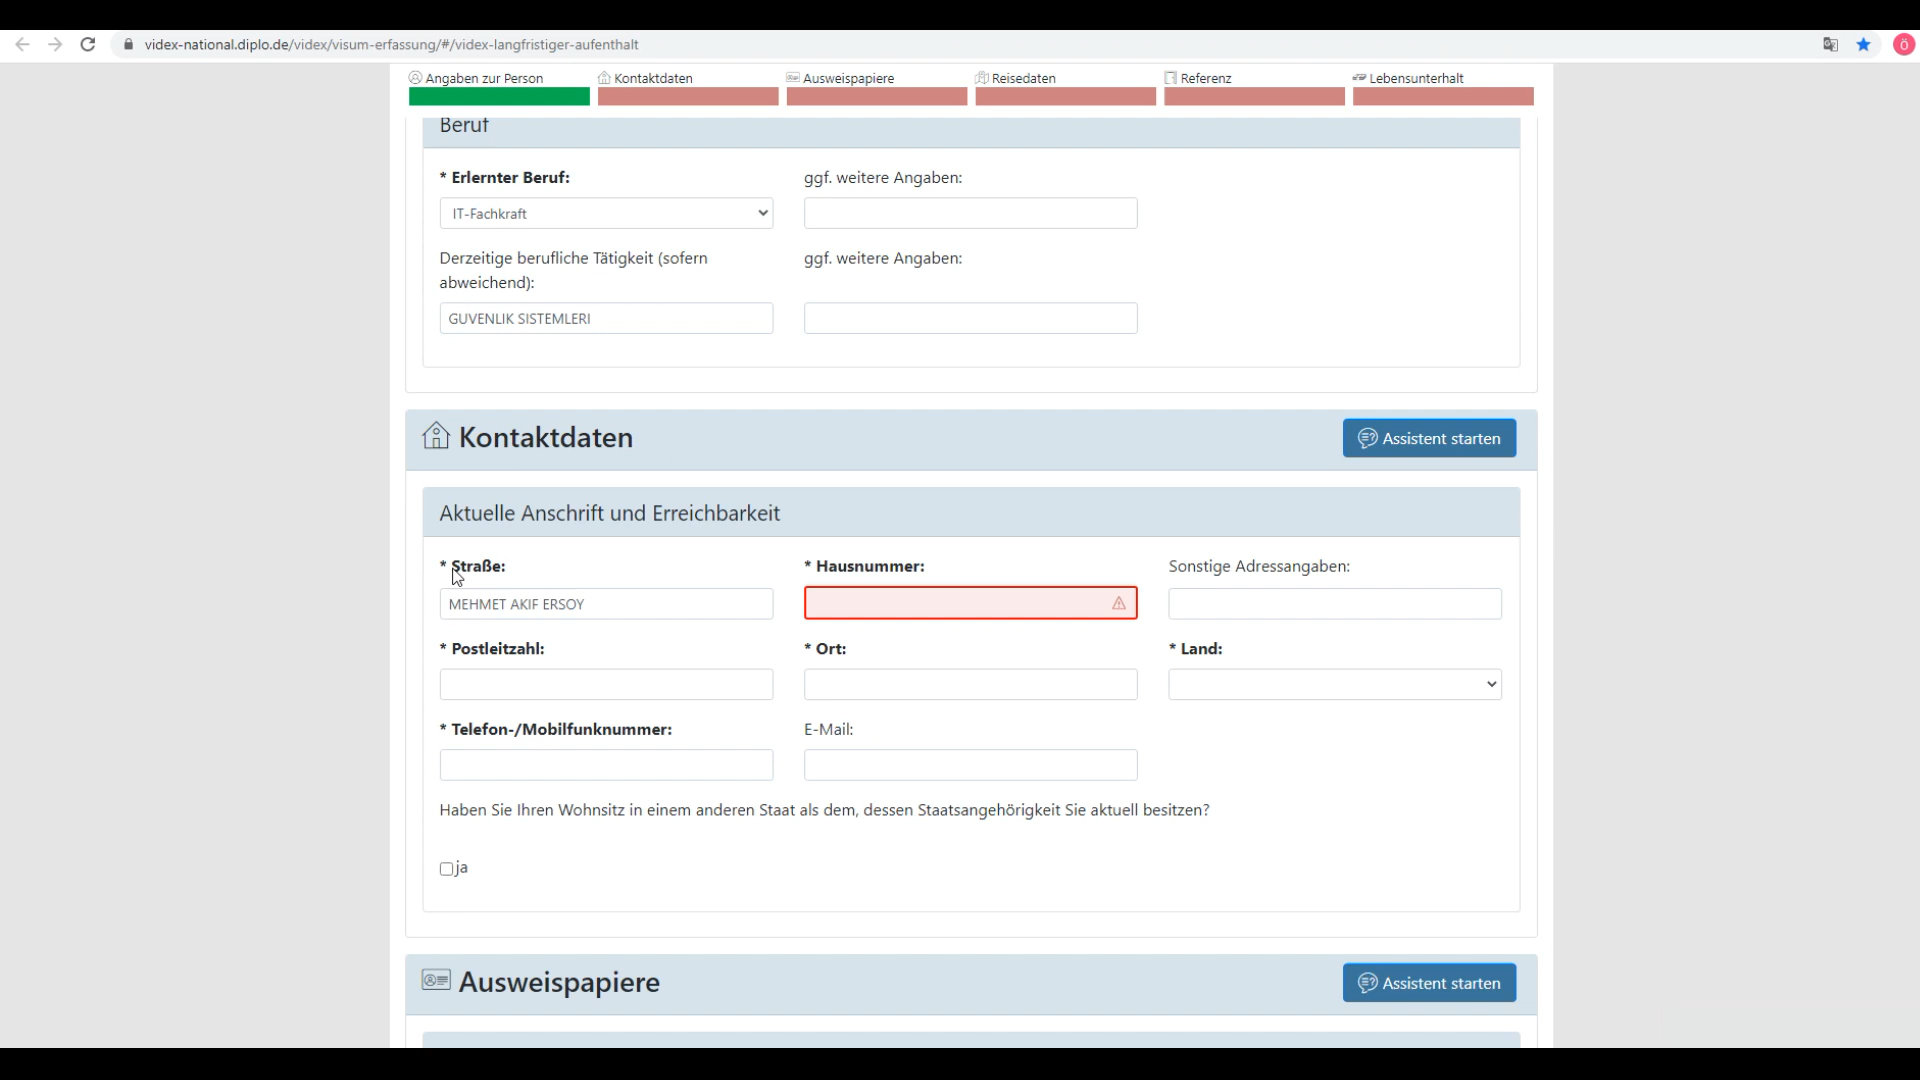 videx-national.diplo.de/videx/visum-erfassung/#/videx-langfristiger-aufenthalt
Ö
Angaben zur Person
Kontaktdaten
Ausweispapiere
Reisedaten
Referenz
Lebensunterhalt
Beruf
* Erlernter Beruf:
ggf. weitere Angaben:
IT-Fachkraft
Derzeitige berufliche Tätigkeit (sofern
abweichend):
ggf. weitere Angaben:
GUVENLIK SISTEMLERI
Kontaktdaten
Assistent starten
Aktuelle Anschrift und Erreichbarkeit
* Straße:
* Hausnummer:
Sonstige Adressangaben:
MEHMET AKIF ERSOY
* Postleitzahl:
* Ort:
* Land:
* Telefon-/Mobilfunknummer:
E-Mail:
Haben Sie Ihren Wohnsitz in einem anderen Staat als dem, dessen Staatsangehörigkeit Sie aktuell besitzen?
ja
Ausweispapiere
Assistent starten